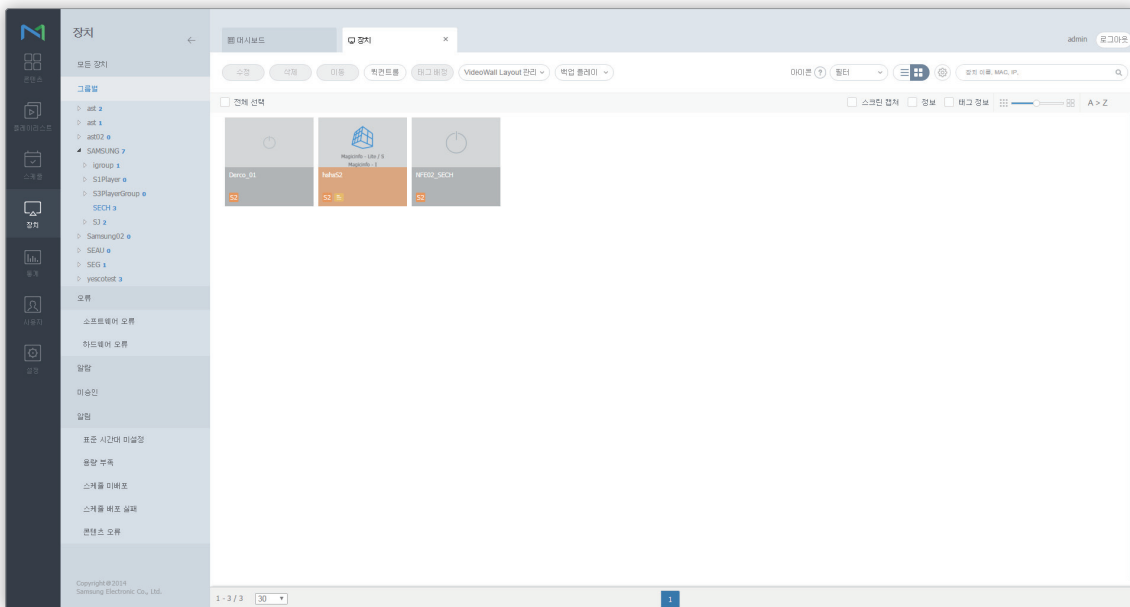 장치
←
대시보드
장치
×
admin
로그아웃
콘텐츠
플레이리스트
스케줄
장치
통계
사용자
설정
모든 장치
그룹별
ast 2
ast 1
ast02 0
SAMSUNG 7
igroup 1
S1Player 0
S3PlayerGroup 0
SECH 3
S3 2
Samsung02 0
SEAU 0
SEG 1
yescotest 3
오류
소프트웨어 오류
하드웨어 오류
알람
미승인
알람
표준 시간대 미설정
용량 부족
스케줄 미배포
스케줄 배포 실패
콘텐츠 오류
Copyright©2014
Samsung Electronic Co., Ltd.
수정 삭제 이동 퀵컨트롤 태그 배정 VideoWall Layout 관리 백업 플레이
아이콘 ? 필터
장치 이름, MAC, IP,
전체 선택
스크린 캡처 정보 태그 정보 A > Z
MagicInfo - Lite / S
MagicInfo - I
Derco_01
haha52
NFEG2_SECH
S2
S2 S
S2
1 - 3 / 3 30
1